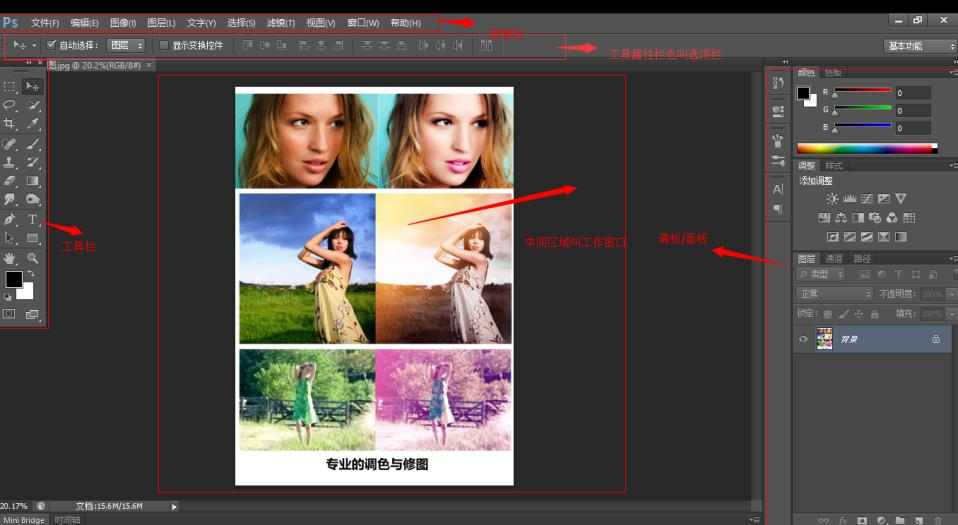 Ps 文件(F) 编辑(E) 图像(I) 图层(L) 文字(Y) 选择(S) 滤镜(T) 视图(V) 窗口(W) 帮助(H)
自动选择： 图层 显示变换控件 工具属性栏也叫选项栏 基本功能
.jpg @ 20.2%(RGB/8#) ×
颜色 色板
R 0
G 0
B 0
调整 样式
添加调整
工具栏
中间区域叫工作窗口
调板/面板
图层 通道 路径
类型
正常 不透明度： 100%
锁定： 填充： 100%
背景
专业的调色与修图
20.17% 文档:15.6M/15.6M
Mini Bridge 时间轴